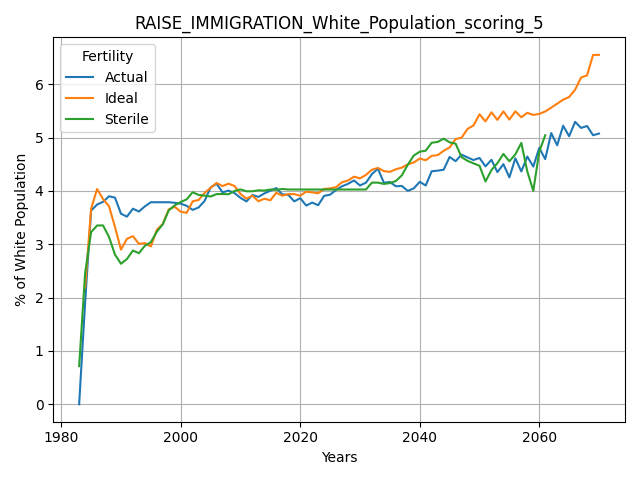 RAISE_IMMIGRATION_White_Population_scoring_5
Fertility
Actual
Ideal
Sterile
% of White Population
6
5
4
3
2
1
0
1980 2000 2020 2040 2060
Years